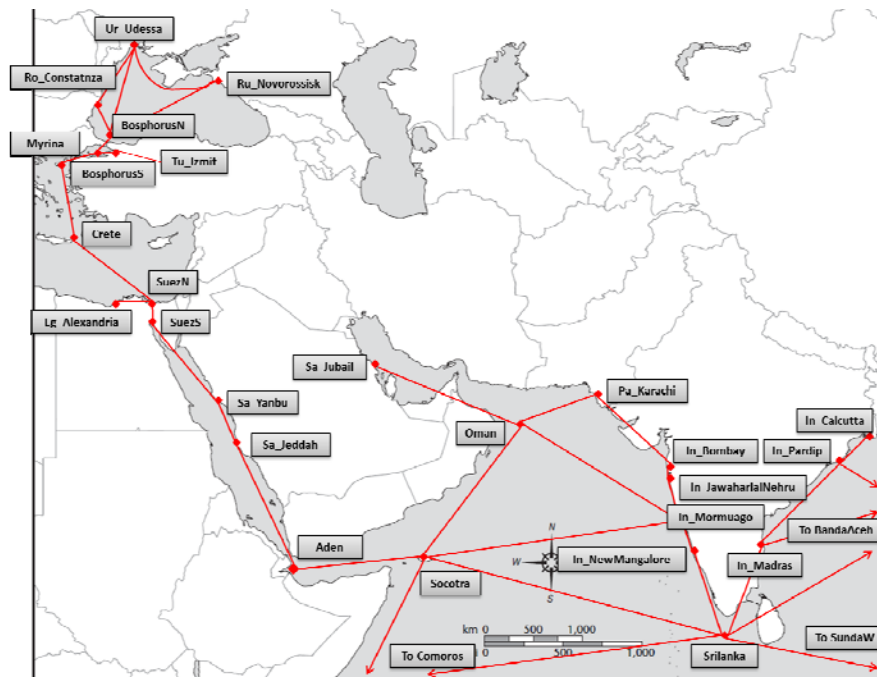 Ur_Udessa
Ro_Constatnza
Ru_Novorossisk
BosphorusN
Myrina
Tu_Izmit
BosphorusS
Crete
SuezN
Lg_Alexandria
SuezS
Sa_Jubail
Pa_Karachi
Sa_Yanbu
In_Calcutta
Oman
In_Pardip
Sa_Jeddah
In_Bombay
In_JawaharlalNehru
In_Mormuago
To BandaAceh
Aden
N
W
S
In_NewMangalore
In_Madras
Socotra
km 0 500 1,000
To SundaW
0 500 1,000
To Comoros
Srilanka